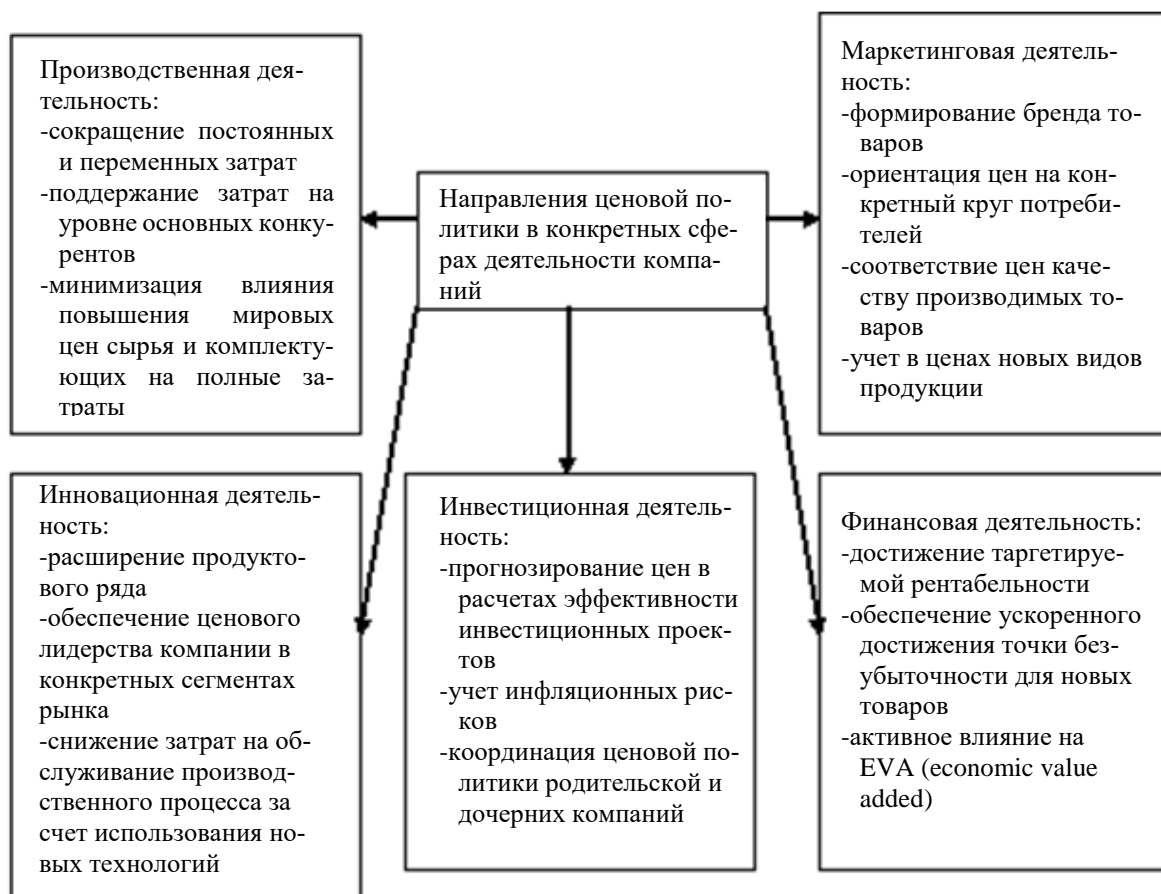 Производственная дея-
тельность:
-сокращение постоянных
и переменных затрат
-поддержание затрат на
уровне основных конку-
рентов
-минимизация влияния
повышения мировых
цен сырья и комплекту-
ющих на полные за-
траты
Направления ценовой по-
литики в конкретных сфе-
рах деятельности компа-
ний
Маркетинговая деятель-
ность:
-формирование бренда то-
варов
-ориентация цен на кон-
кретный круг потреби-
телей
-соответствие цен каче-
ству производимых то-
варов
-учет в ценах новых видов
продукции
Инновационная деятель-
ность:
-расширение продукто-
вого ряда
-обеспечение ценового
лидерства компании в
конкретных сегментах
рынка
-снижение затрат на об-
служивание производ-
ственного процесса за
счет использования но-
вых технологий
Инвестиционная деятель-
ность:
-прогнозирование цен в
расчетах эффективности
инвестиционных проек-
тов
-учет инфляционных рис-
ков
-координация ценовой по-
литики родительской и
дочерних компаний
Финансовая деятельность:
-достижение таргетируе-
мой рентабельности
-обеспечение ускоренного
достижения точки без-
убыточности для новых
товаров
-активное влияние на
EVA (economic value
added)